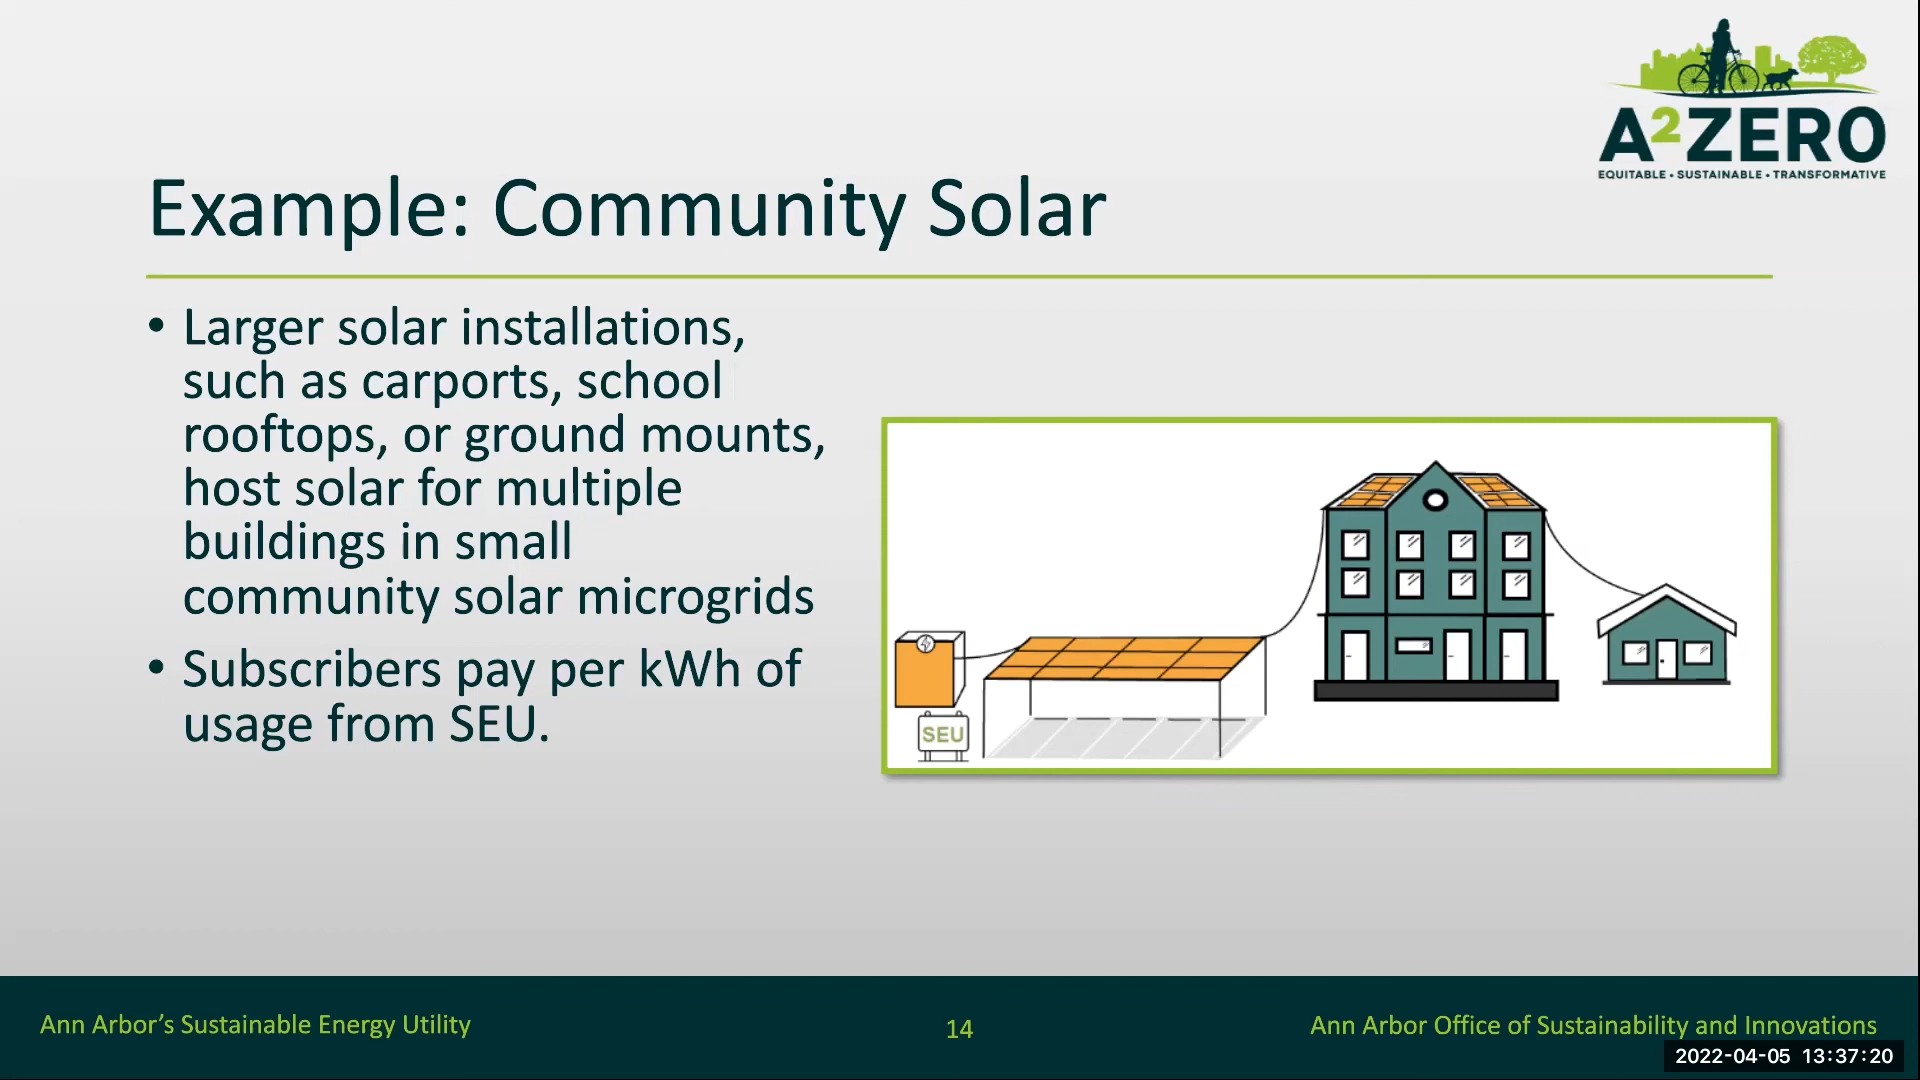 A²ZERO
EQUITABLE • SUSTAINABLE • TRANSFORMATIVE
Example: Community Solar
• Larger solar installations,
such as carports, school
rooftops, or ground mounts,
host solar for multiple
buildings in small
community solar microgrids
• Subscribers pay per kWh of
usage from SEU.
SEU
Ann Arbor’s Sustainable Energy Utility
14
Ann Arbor Office of Sustainability and Innovations
2022-04-05 13:37:20